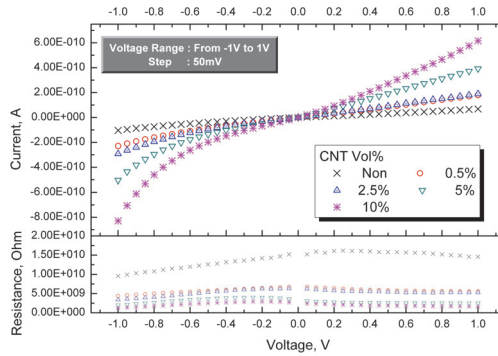 -1.0 -0.8 -0.6 -0.4 -0.2 0.0 0.2 0.4 0.6 0.8 1.0
6.00E-010
4.00E-010
2.00E-010
0.00E+000
-2.00E-010
-4.00E-010
-6.00E-010
-8.00E-010
Current, A
Voltage Range : From -1V to 1V
Step : 50mV
CNT Vol%
Non 0.5%
2.5% 5%
10%
2.00E+010
1.50E+010
1.00E+010
5.00E+009
0.00E+000
Resistance, Ohm
-1.0 -0.8 -0.6 -0.4 -0.2 0.0 0.2 0.4 0.6 0.8 1.0
Voltage, V